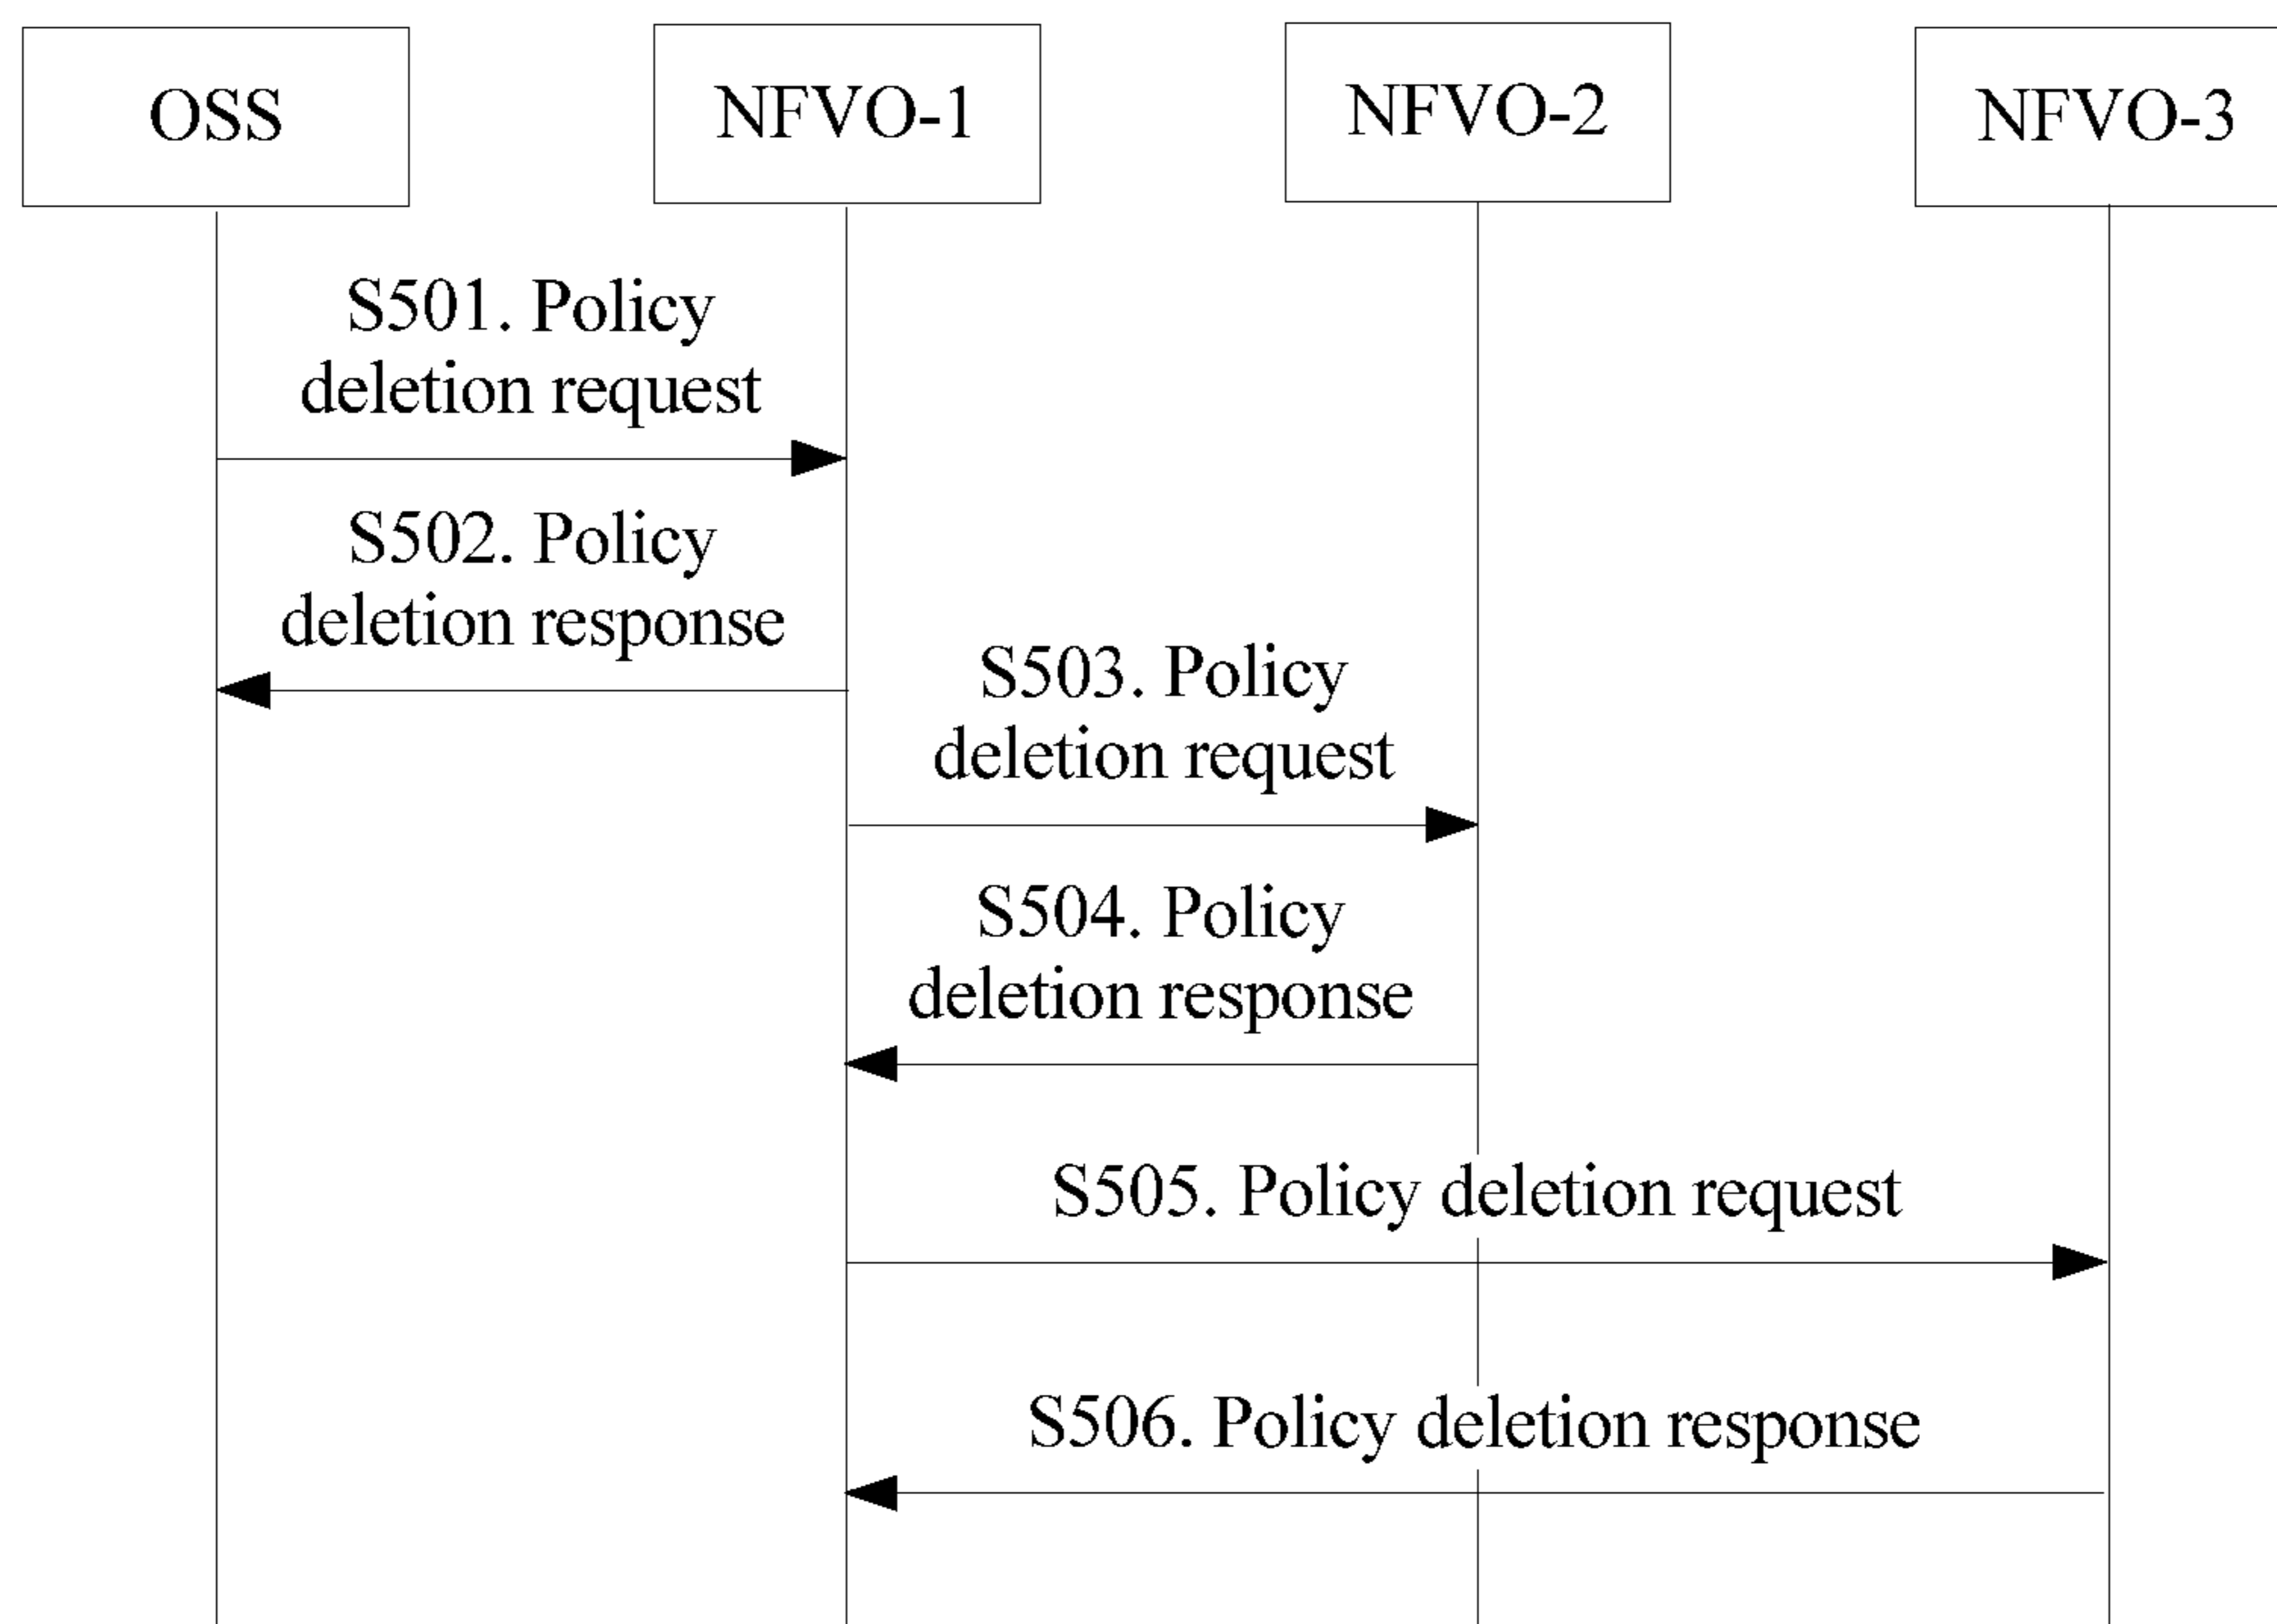 OSS
NFVO-1
NFVO-2
NFVO-3
S501. Policy
deletion request
S502. Policy
deletion response
S503. Policy
deletion request
S504. Policy
deletion response
S505. Policy deletion request
S506. Policy deletion response